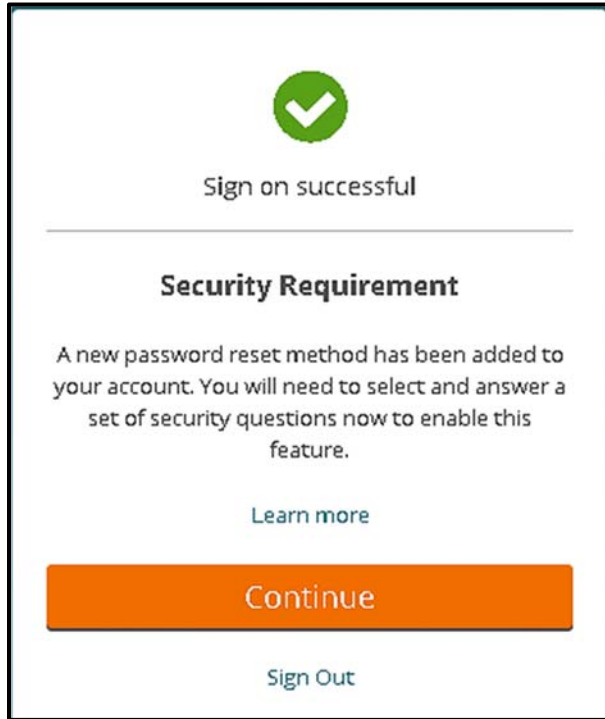 Sign on successful
Security Requirement
A new password reset method has been added to
your account. You will need to select and answer a
set of security questions now to enable this
feature.
Learn more
Continue
Sign Out